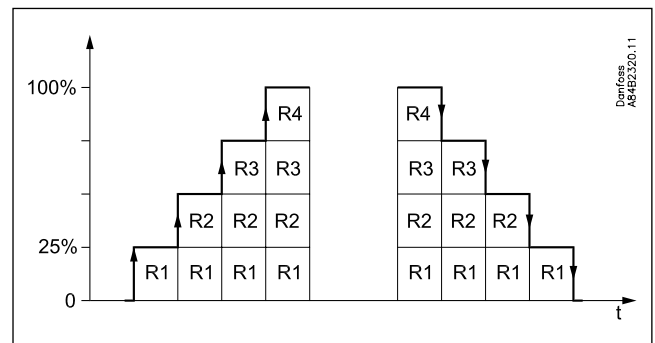 Danfoss
A84B2320.11
100%
R4 R4
R3 R3 R3 R3
R2 R2 R2 R2 R2 R2
25%
R1 R1 R1 R1 R1 R1 R1 R1
0
t